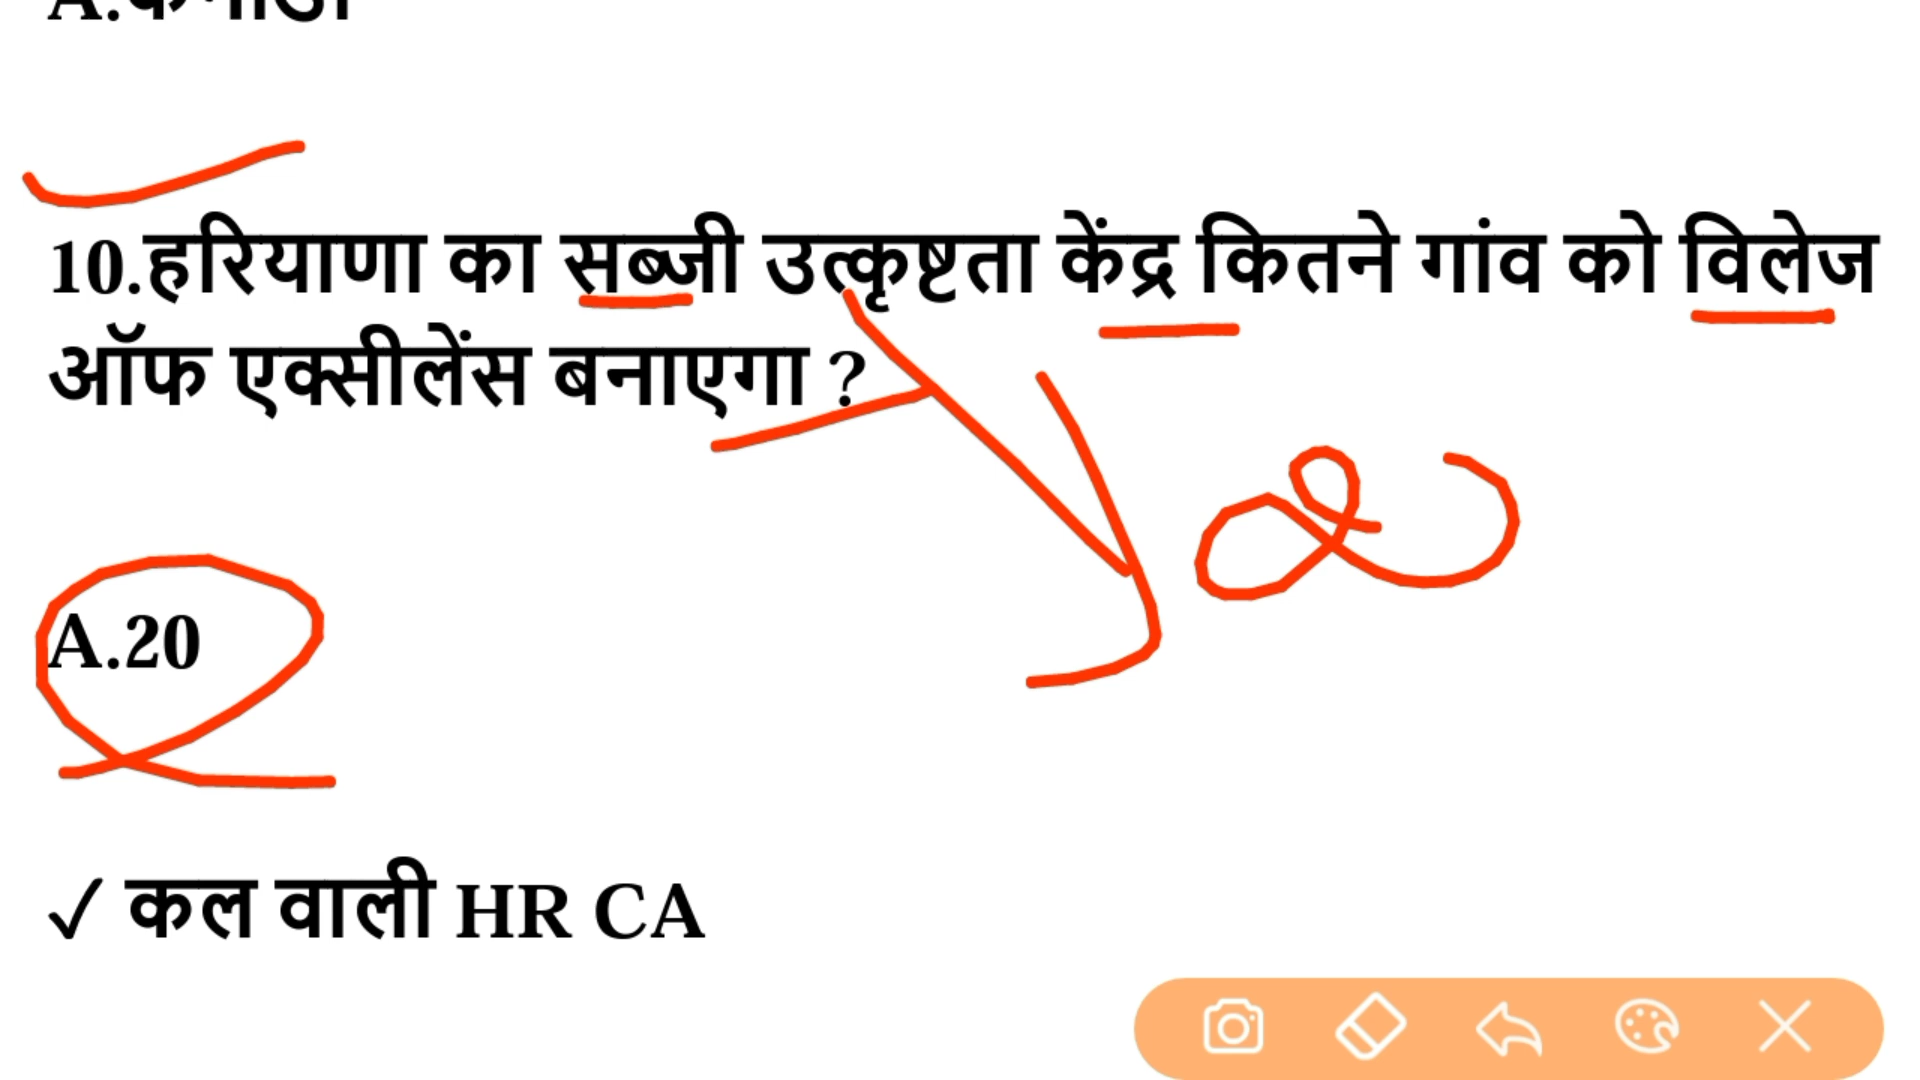 10.हरियाणा का सब्जी उत्कृष्टता केंद्र कितने गांव को विलेज
ऑफ एक्सीलेंस बनाएगा ?
A.20
✓ कल वाली HR CA